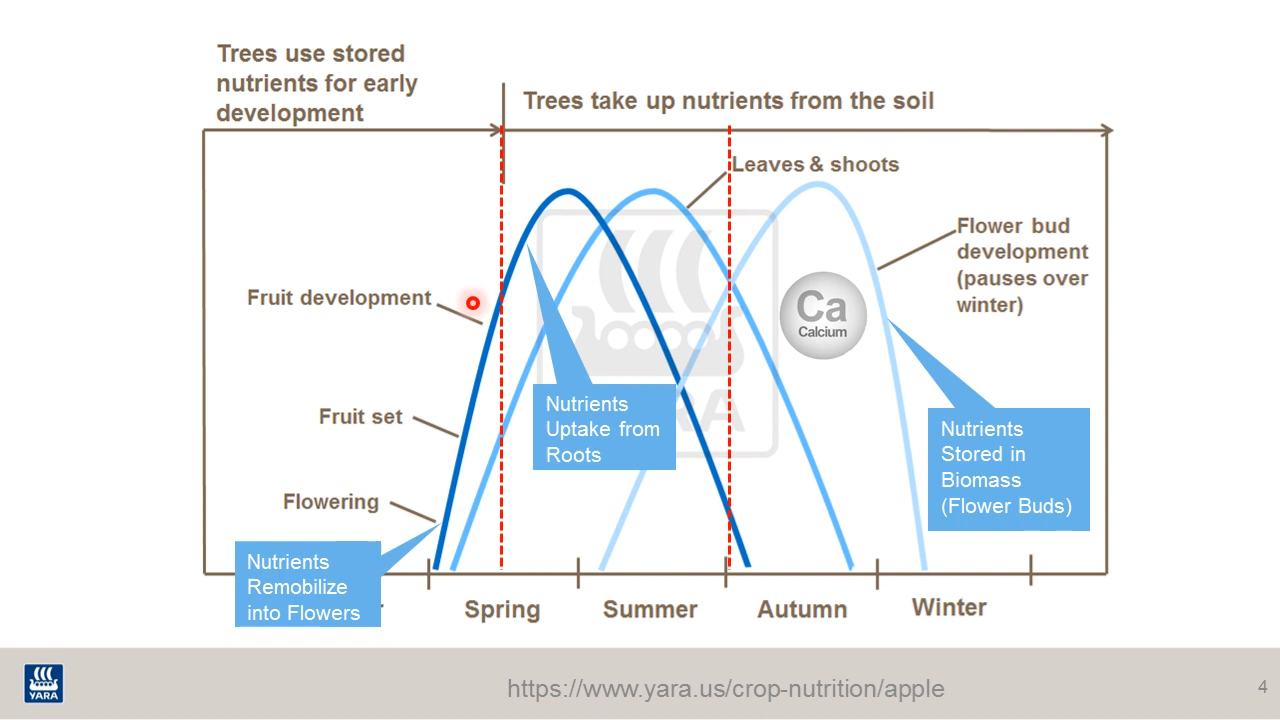 Trees use stored
nutrients for early
development
Trees take up nutrients from the soil
Leaves & shoots
Flower bud
development
(pauses over
winter)
Fruit development
Ca
Calcium
Fruit set
Nutrients
Uptake from
Roots
YARA
Nutrients
Stored in
Biomass
(Flower Buds)
Flowering
Nutrients
Remobilize
into Flowers
Spring
Summer
Autumn
Winter
YARA
https://www.yara.us/crop-nutrition/apple
4